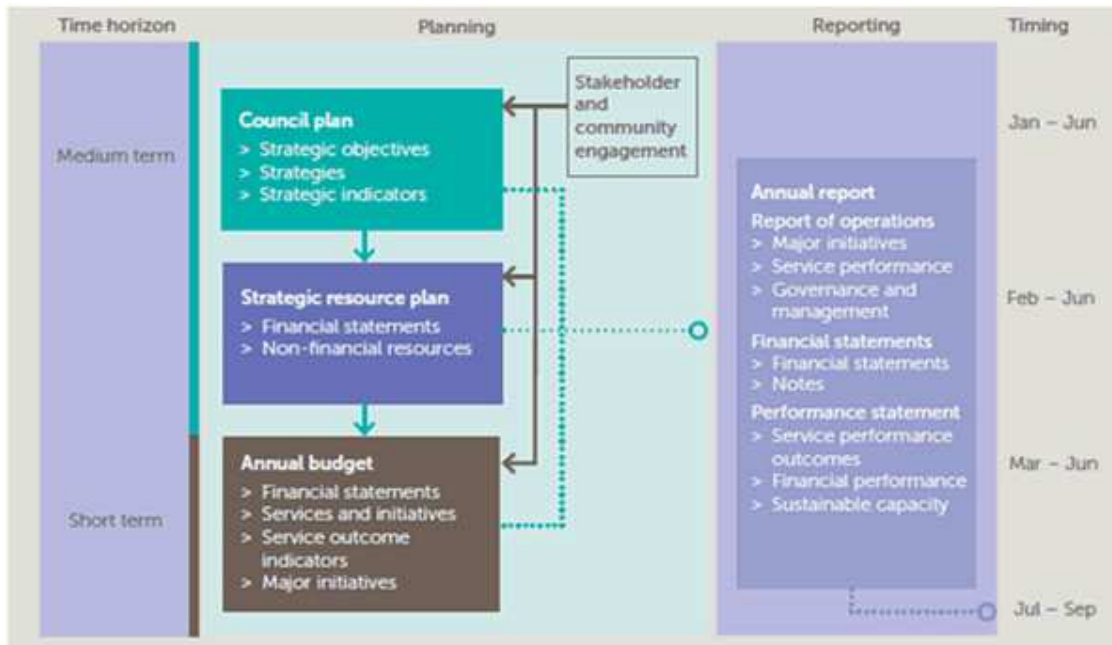 Time horizon
Planning
Reporting
Timing
Medium term
Short term
Council plan
> Strategic objectives
> Strategies
> Strategic indicators
Strategic resource plan
> Financial statements
> Non-financial resources
Annual budget
> Financial statements
> Services and initiatives
> Service outcome
indicators
> Major initiatives
Stakeholder
and
community
engagement
Annual report
Report of operations
> Major initiatives
> Service performance
> Governance and
management
Financial statements
> Financial statements
> Notes
Performance statement
> Service performance
outcomes
> Financial performance
> Sustainable capacity
Jan – Jun
Feb – Jun
Mar – Jun
Jul – Sep